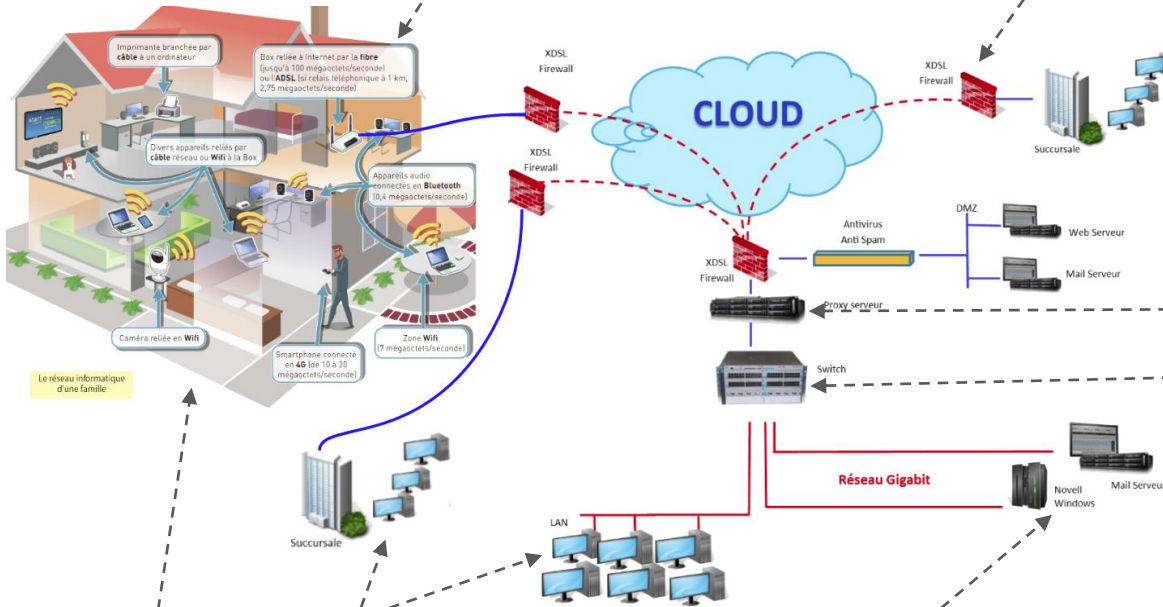 Imprimante branchée par
câble à un ordinateur
Box reliée à Internet par la fibre
(jusqu'à 100 mégaoctets/seconde)
ou l'ADSL (si relais téléphonique à 1 km,
2,75 mégaoctets/seconde)
Divers appareils reliés par
câble réseau ou Wifi à la Box
Appareils audio
connectés en Bluetooth
(0,4 mégaoctets/seconde)
Caméra reliée en Wifi
Smartphone connecté
en 4G (de 10 à 20
mégaoctets/seconde)
Zone Wifi
(7 mégaoctets/seconde)
Le réseau informatique
d'une famille
XDSL
Firewall
XDSL
Firewall
CLOUD
XDSL
Firewall
Succursale
XDSL
Firewall
Antivirus
Anti Spam
DMZ
Web Serveur
Mail Serveur
Proxy serveur
Switch
Réseau Gigabit
Mail Serveur
Novell
Windows
LAN
Succursale